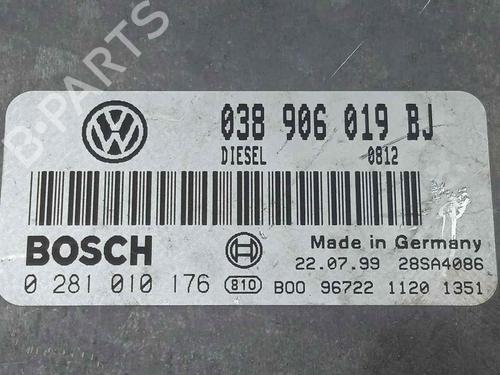 B-PARTS
038 906 019 BJ
DIESEL 0812
BOSCH
Made in Germany
22.07.99 28SA4086
0 281 010 176 810 B00 96722 1120 1351